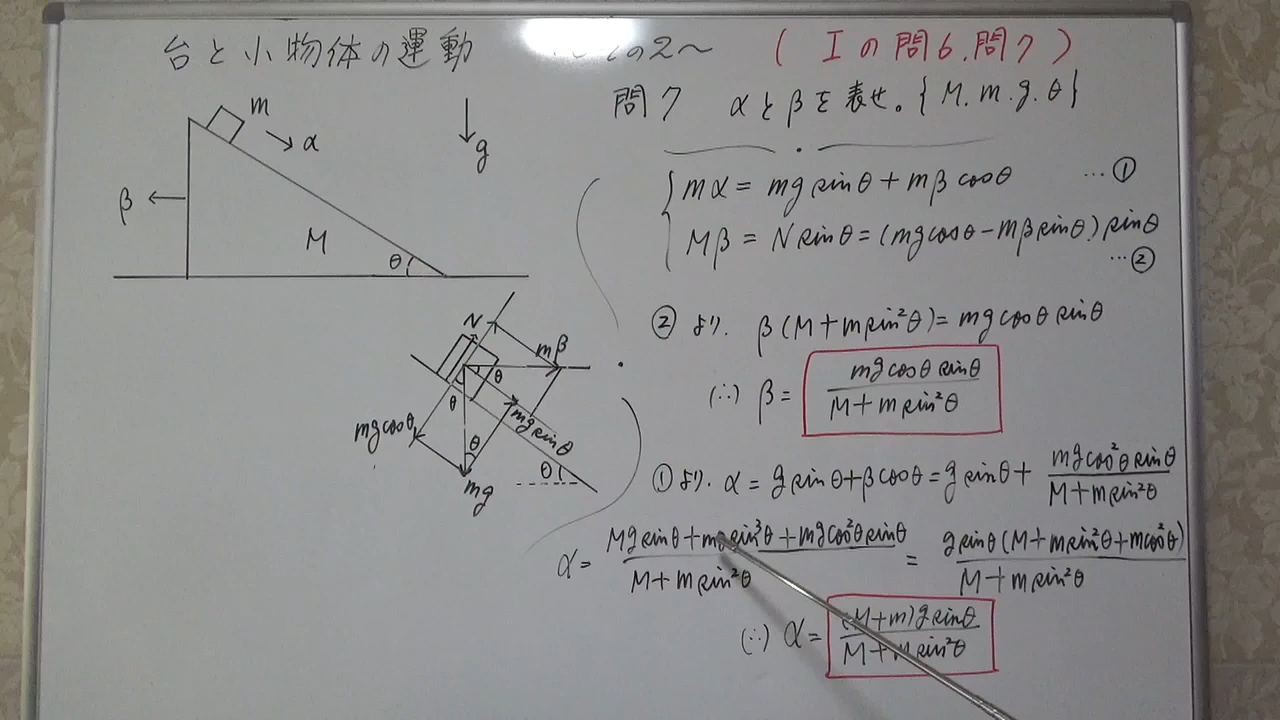 台と小物体の運動 の2～ (Iの問6.問7)
問7 αとβを表せ。{M.m.g.θ}
m
α
g
β
M
θ
mα = mg sinθ + mβ cosθ …①
Mβ = N sinθ = (mg cosθ - mβ sinθ) sinθ
…②
② より. β(M + m sin²θ) = mg cosθ sinθ
(∴) β = mg cosθ sinθ / M + m sin²θ
N
mβ
θ
θ
mg cosθ
mg sinθ
θ
θ
mg
① より. α = g sinθ + β cosθ = g sinθ + mg cos²θ sinθ / M + m sin²θ
α = Mg sinθ + mg sin³θ + mg cos²θ sinθ / M + m sin²θ = g sinθ (M + m sin²θ + m cos²θ) / M + m sin²θ
(∴) α = (M + m) g sinθ / M + m sin²θ